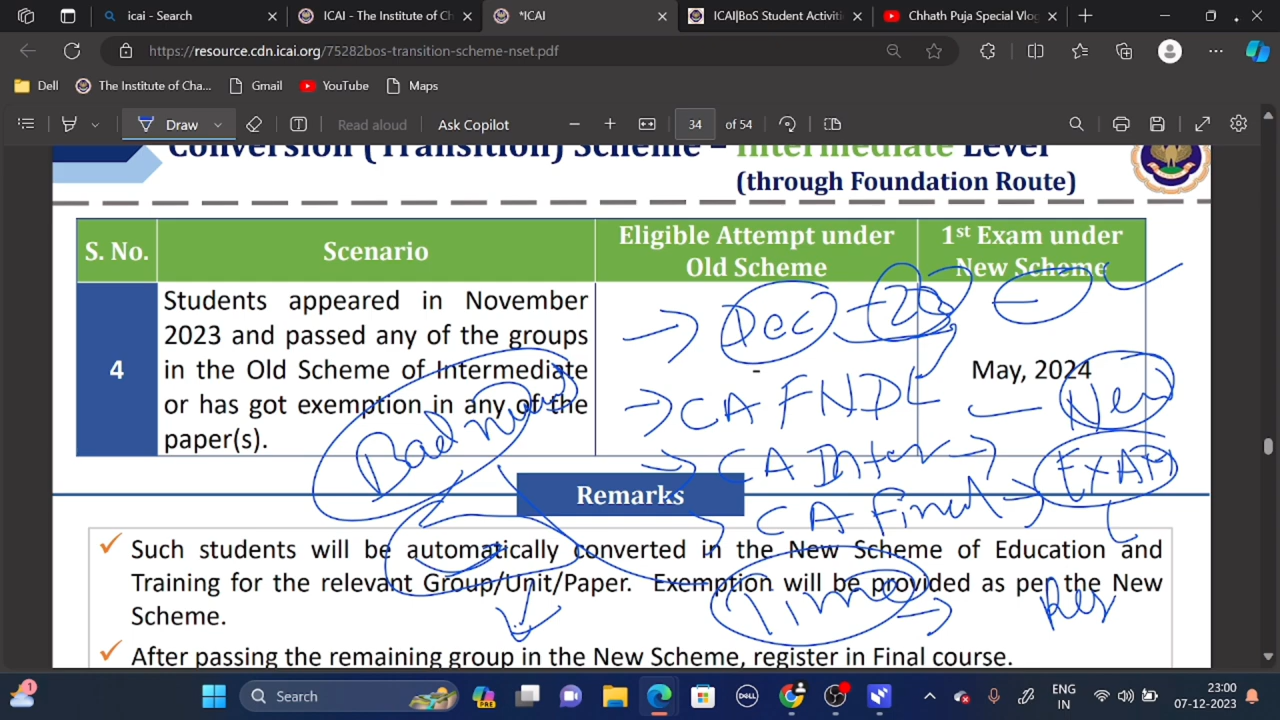 icai - Search
ICAI - The Institute of Ch
*ICAI
ICAI|BoS Student Activiti
Chhath Puja Special Vlog
https://resource.cdn.icai.org/75282bos-transition-scheme-nset.pdf
Dell
The Institute of Cha...
Gmail
YouTube
Maps
Draw
Read aloud
Ask Copilot
34 of 54
Conversion (Transition) Scheme – Intermediate Level
(through Foundation Route)
S. No.
Scenario
Eligible Attempt under
Old Scheme
1st Exam under
New Scheme
4
Students appeared in November
2023 and passed any of the groups
in the Old Scheme of Intermediate
or has got exemption in any of the
paper(s).
-
May, 2024
Dec
CA FND
New
CA Inter
EXAM
CA Final
Bad news
Time
Remarks
✓ Such students will be automatically converted in the New Scheme of Education and
Training for the relevant Group/Unit/Paper. Exemption will be provided as per the New
Scheme.
✓ After passing the remaining group in the New Scheme, register in Final course.
1
Search
PRE
DELL
ENG
IN
23:00
07-12-2023